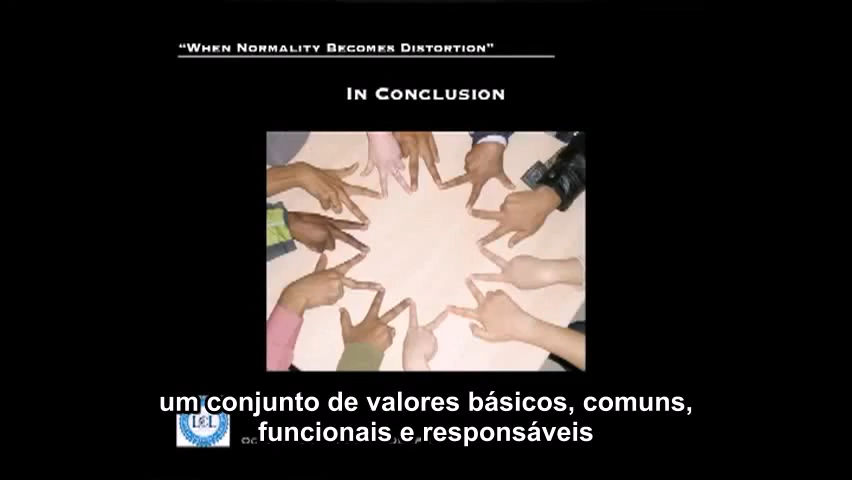 "When Normality Becomes Distortion"
In Conclusion
um conjunto de valores básicos, comuns,
funcionais e responsáveis